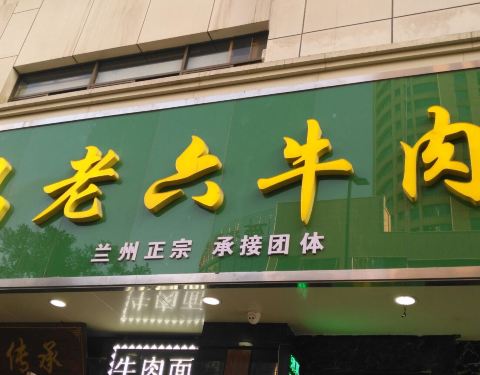 老六牛肉
兰州正宗 承接团体
传承
牛肉面